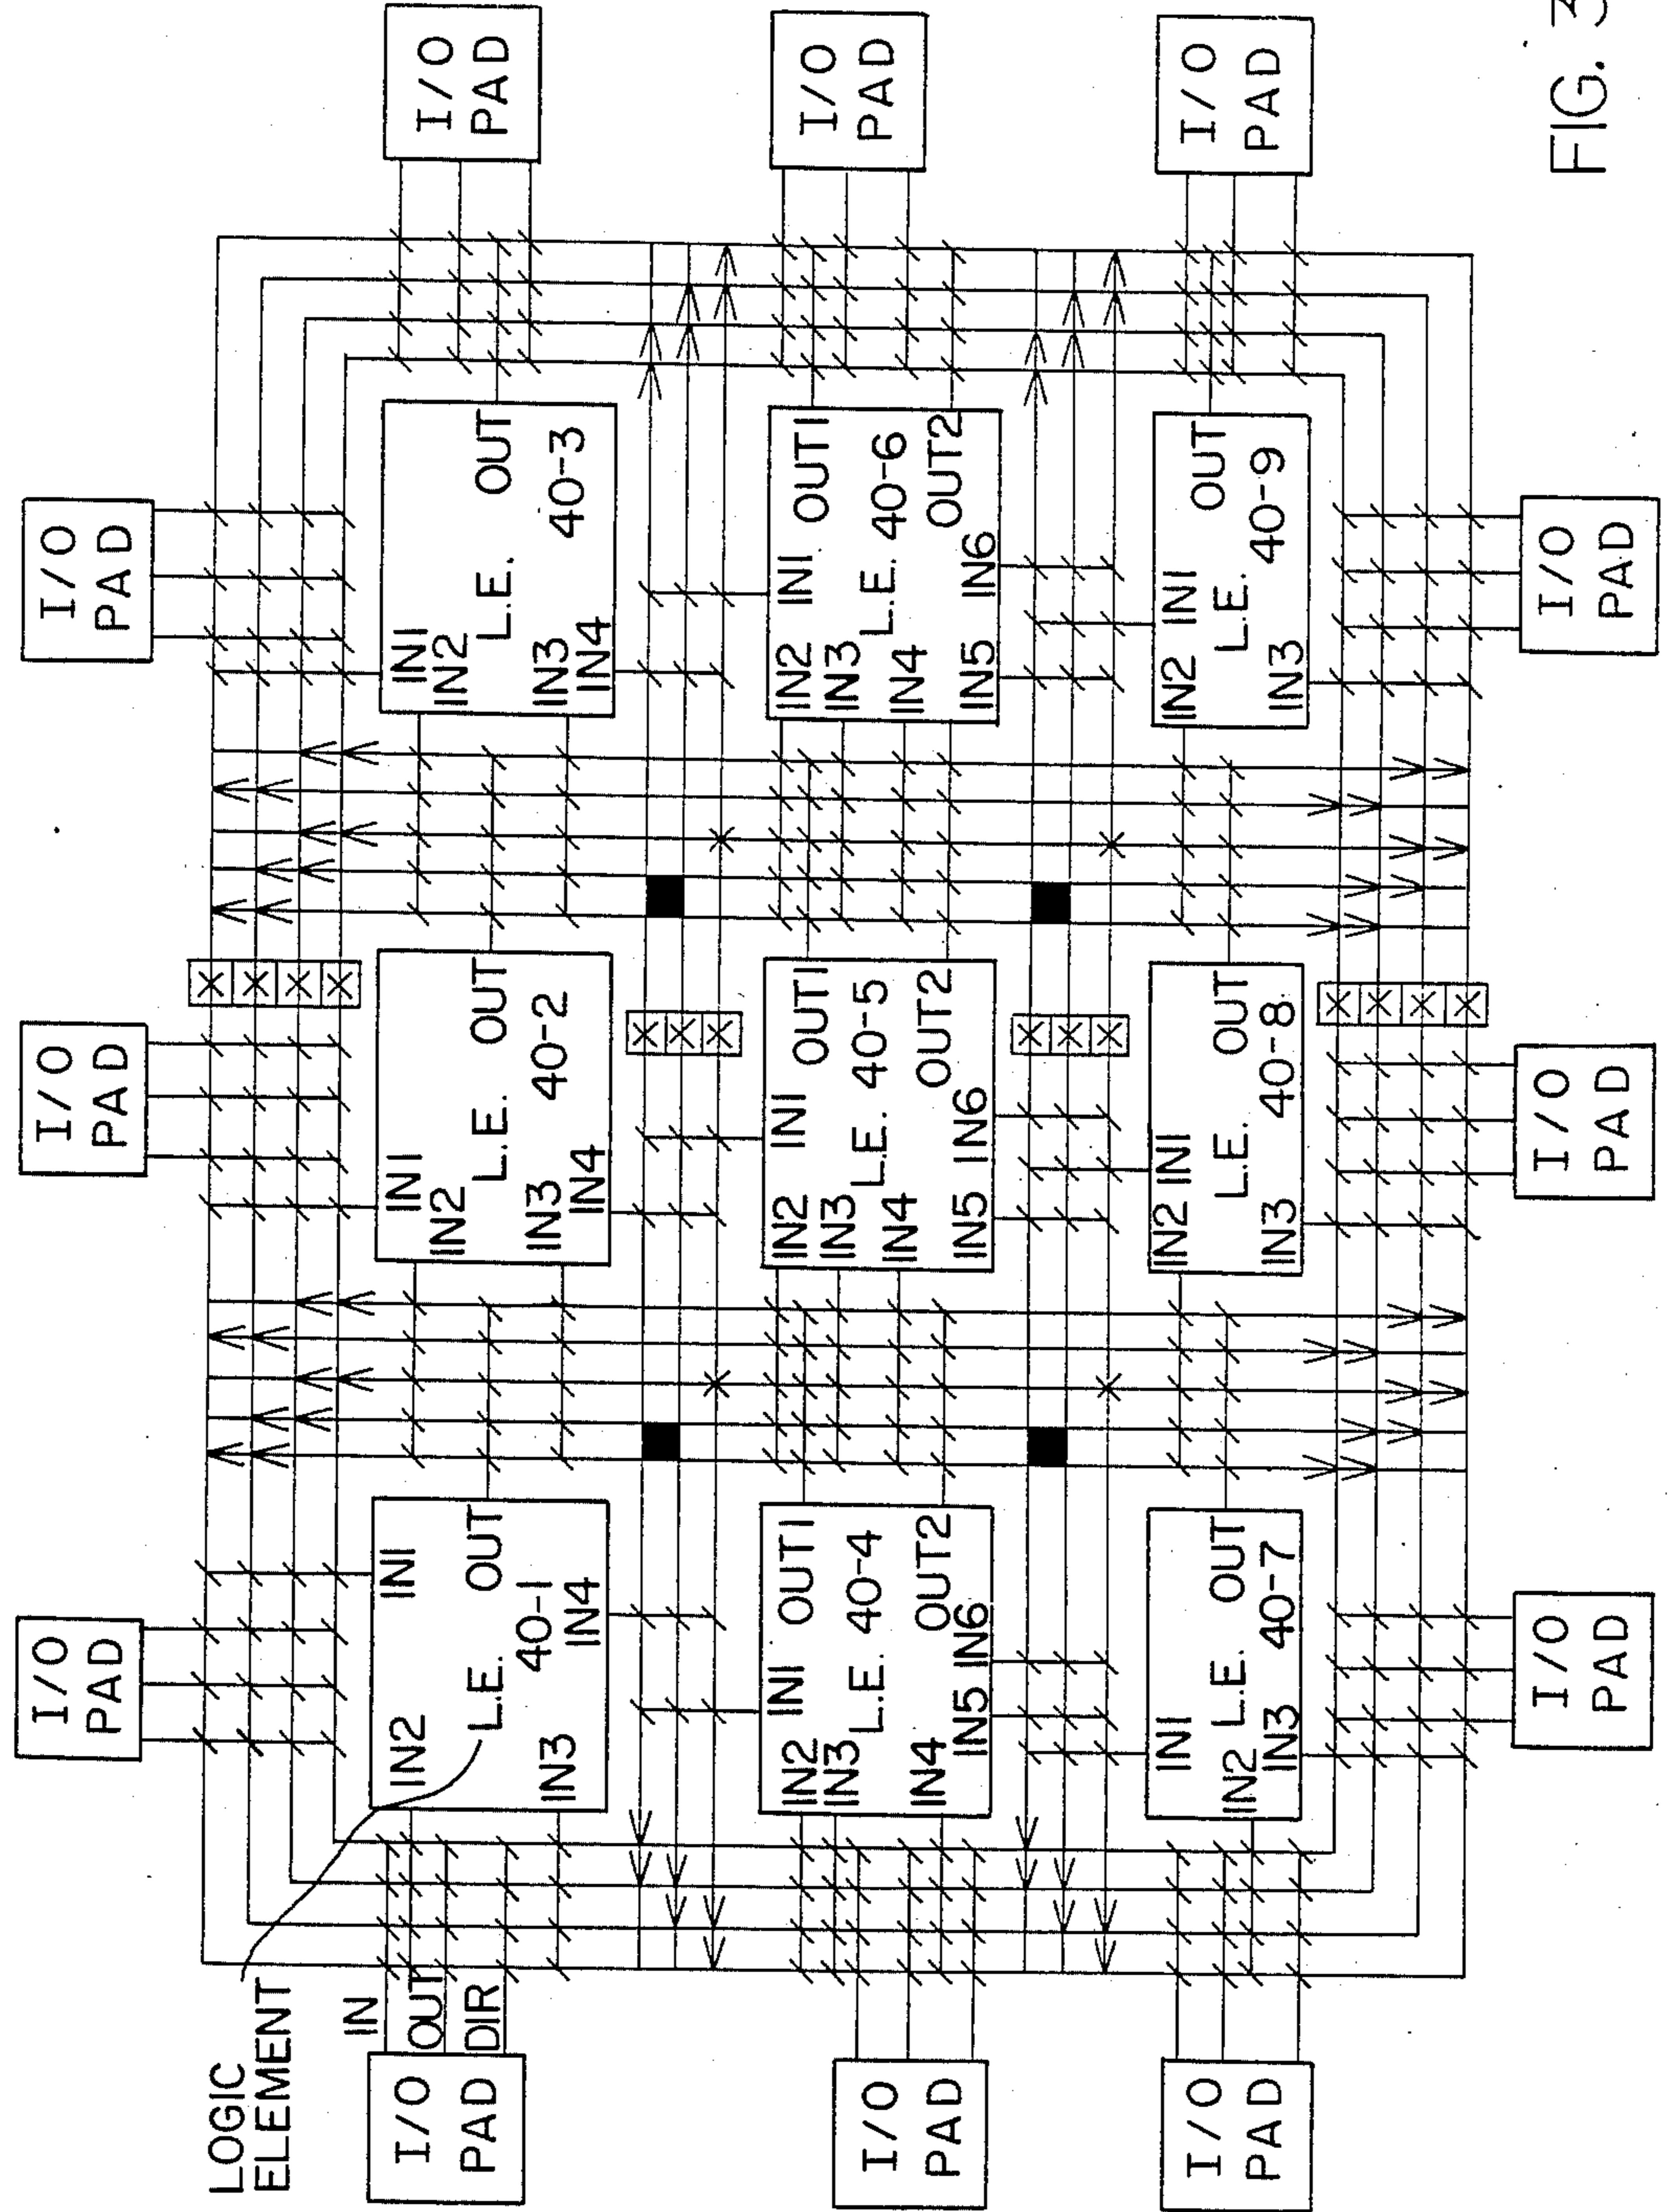 I/O
PAD
I/O
PAD
I/O
PAD
LOGIC
ELEMENT
I/O
PAD
IN
OUT
DIR
IN2 IN1
L.E. OUT
40-1
IN3 IN4
IN1
IN2
L.E. OUT
40-2
IN3
IN4
IN1
IN2
L.E. OUT
40-3
IN3
IN4
I/O
PAD
I/O
PAD
IN2 IN1 OUT1
IN3
L.E. 40-4
IN4 OUT2
IN5 IN6
IN2 IN1 OUT1
IN3
L.E. 40-5
IN4 OUT2
IN5 IN6
IN2 IN1 OUT1
IN3
L.E. 40-6
IN4 OUT2
IN5 IN6
I/O
PAD
I/O
PAD
IN1
IN2 L.E. OUT
IN3 40-7
IN2 IN1
L.E. OUT
IN3 40-8
IN2 IN1
L.E. OUT
IN3 40-9
I/O
PAD
I/O
PAD
I/O
PAD
I/O
PAD
FIG. 3